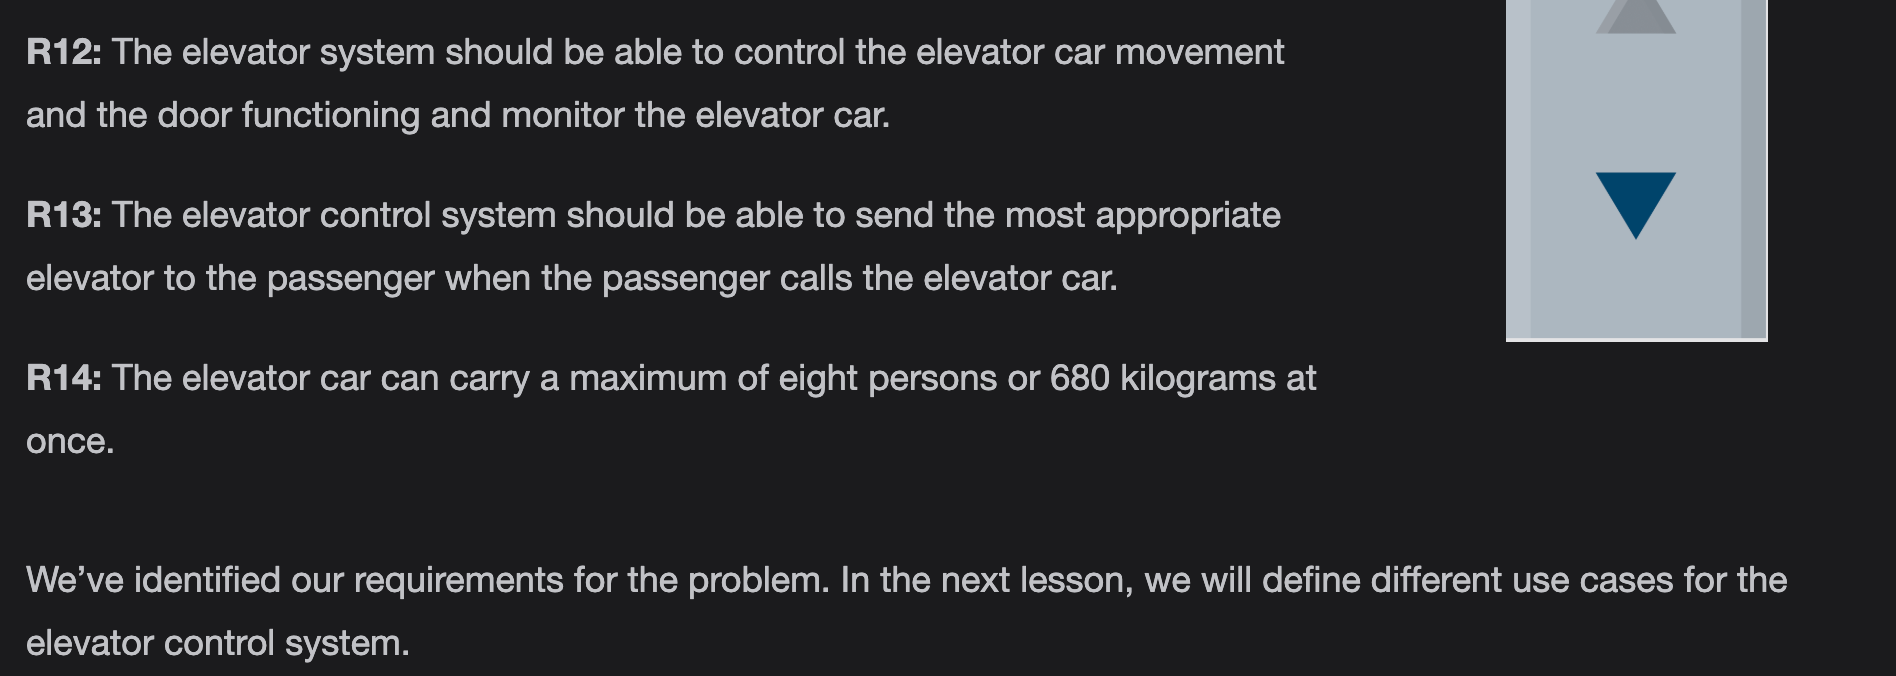 R12: The elevator system should be able to control the elevator car movement
and the door functioning and monitor the elevator car.
R13: The elevator control system should be able to send the most appropriate
elevator to the passenger when the passenger calls the elevator car.
R14: The elevator car can carry a maximum of eight persons or 680 kilograms at
once.
We’ve identified our requirements for the problem. In the next lesson, we will define different use cases for the
elevator control system.